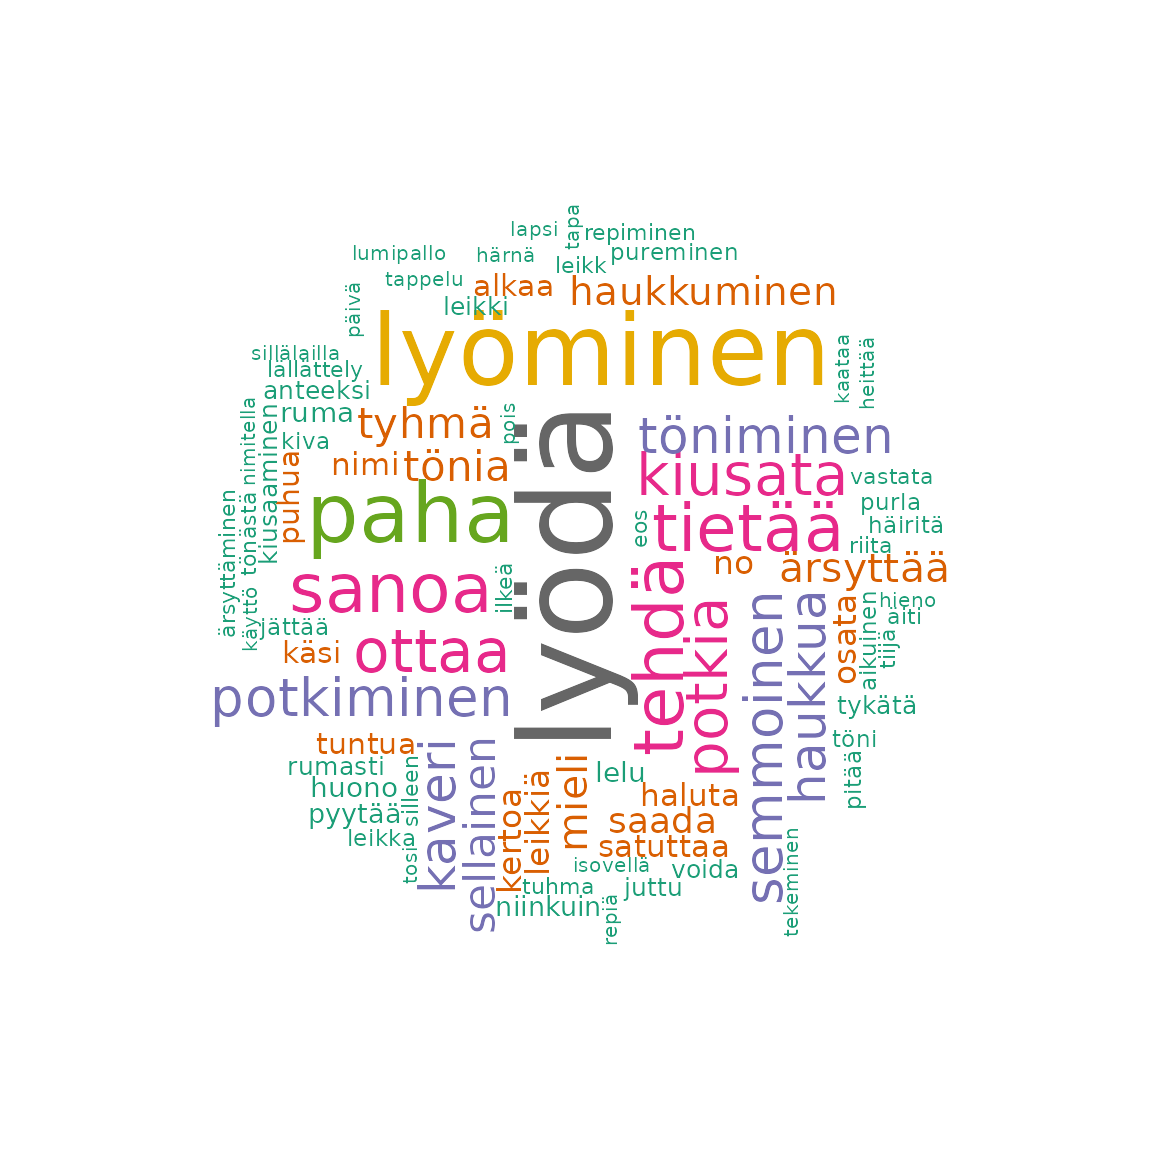 lapsi
tapa
repiminen
lumipallo
härnä
pureminen
leikk
tappelu
alkaa
haukkuminen
päivä
leikki
lyöminen
sillälailla
lällättely
kaataa
heittää
anteeksi
ruma
tyhmä
pois
lyödä
töniminen
nimitella
kiusaaminen
kiva
puhua
nimi
tönia
kiusata
vastata
ärsyttäminen
tönästä
paha
eos
tietää
purla
häiritä
riita
no
ärsyttää
käyttö
sanoa
ilkeä
tehdä
potkia
semmoinen
haukkua
osata
aikuinen
hieno
äiti
tiijä
jättää
käsi
ottaa
potkiminen
tykätä
tuntua
töni
rumasti
silleen
kaveri
sellainen
mieli
lelu
pitää
huono
kertoa
leikkiä
haluta
pyytää
saada
leikka
satuttaa
tosi
isovellä
voida
tekeminen
tuhma
juttu
niinkuin
repiä